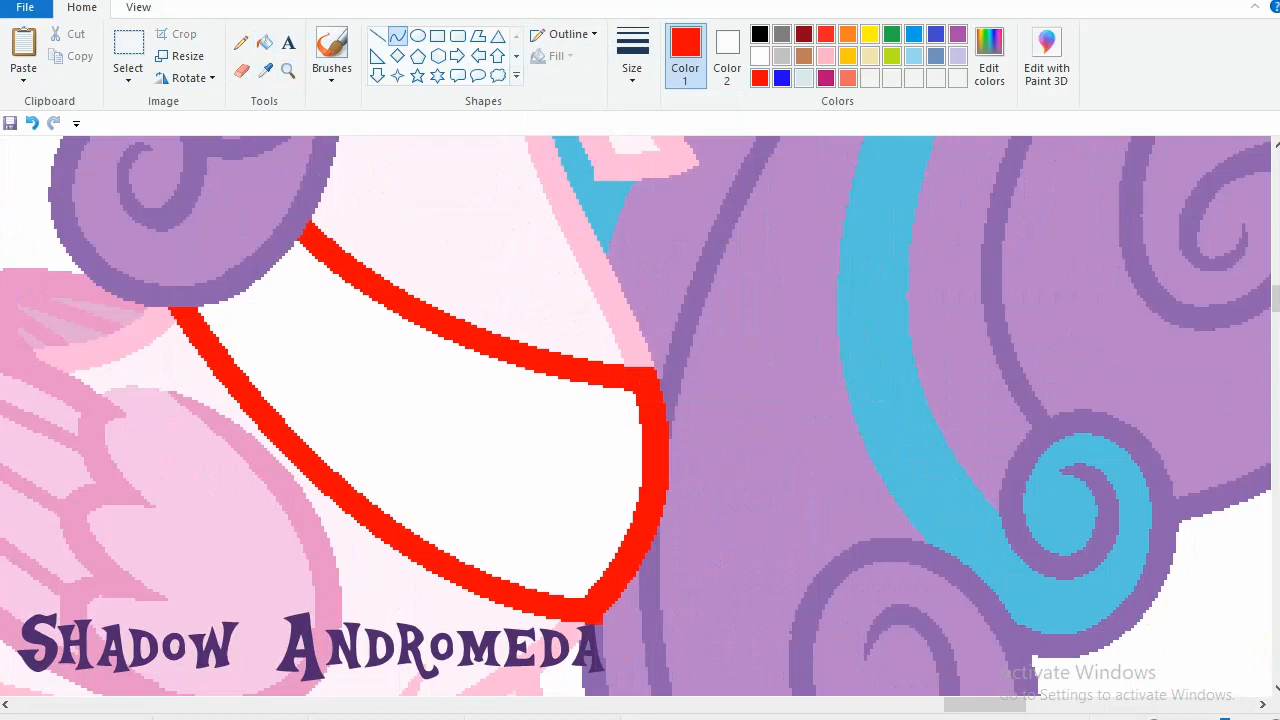 File Home View
Paste Cut Copy
Clipboard
Select Crop Resize Rotate
Image
Tools
Brushes
Outline
Fill
Shapes
Size
Color 1
Color 2
Edit colors
Colors
Edit with Paint 3D
Shadow Andromeda
Activate Windows
Go to Settings to activate Windows.